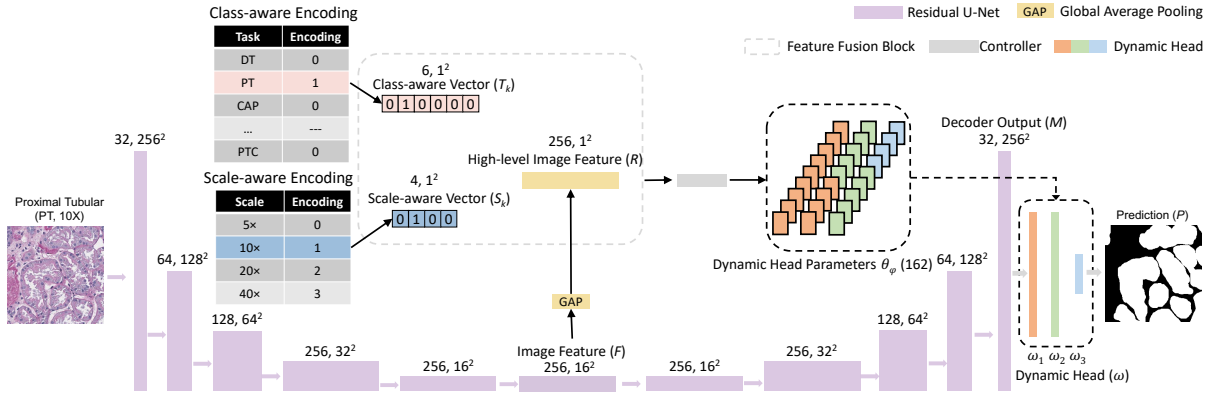 Class-aware Encoding
Task Encoding
DT 0
PT 1
CAP 0
... ---
PTC 0
Scale-aware Encoding
Scale Encoding
5× 0
10× 1
20× 2
40× 3
Residual U-Net
GAP Global Average Pooling
Feature Fusion Block
Controller
Dynamic Head
6, 1²
Class-aware Vector (Tₖ)
0 1 0 0 0 0
4, 1²
Scale-aware Vector (Sₖ)
0 1 0 0
256, 1²
High-level Image Feature (R)
GAP
Image Feature (F)
Dynamic Head Parameters θ_φ (162)
Decoder Output (M)
32, 256²
Proximal Tubular
(PT, 10X)
32, 256²
64, 128²
128, 64²
256, 32²
256, 16²
256, 16²
256, 16²
256, 32²
128, 64²
64, 128²
ω₁ ω₂ ω₃
Dynamic Head (ω)
Prediction (P)